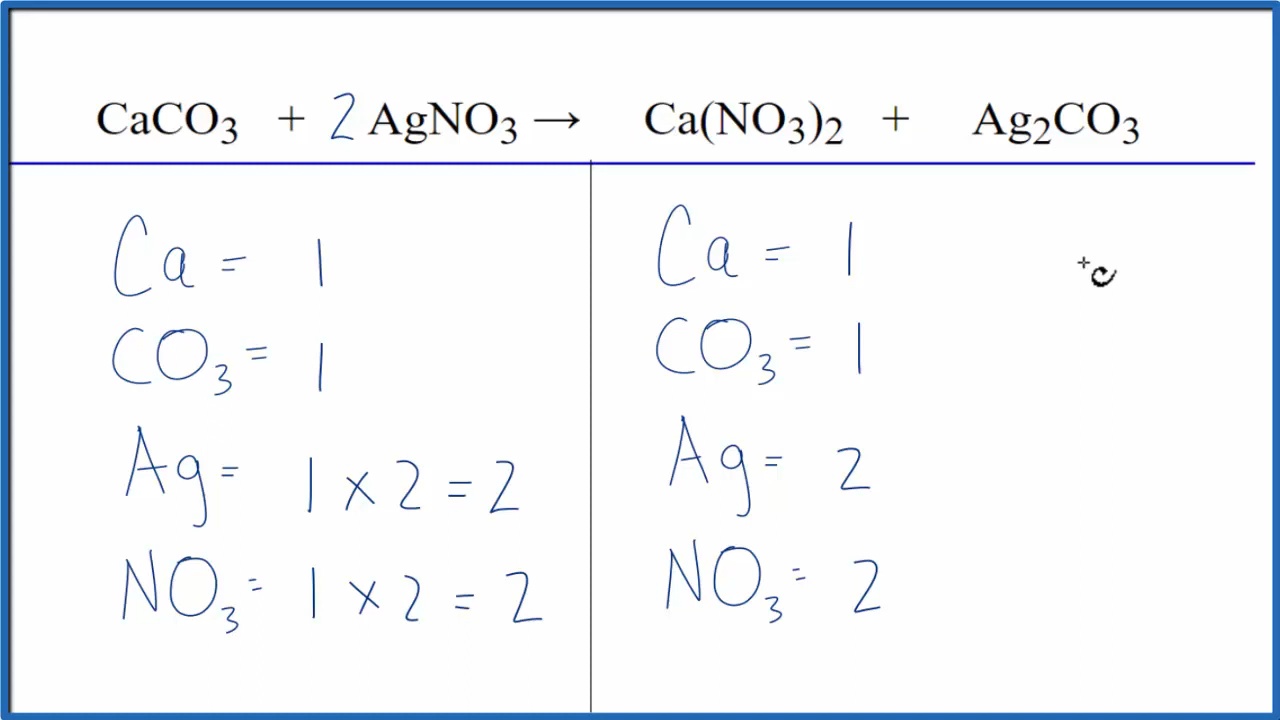 CaCO₃ + 2 AgNO₃ → Ca(NO₃)₂ + Ag₂CO₃
Ca = 1
CO₃ = 1
Ag = 1 x 2 = 2
NO₃ = 1 x 2 = 2
Ca = 1
CO₃ = 1
Ag = 2
NO₃ = 2